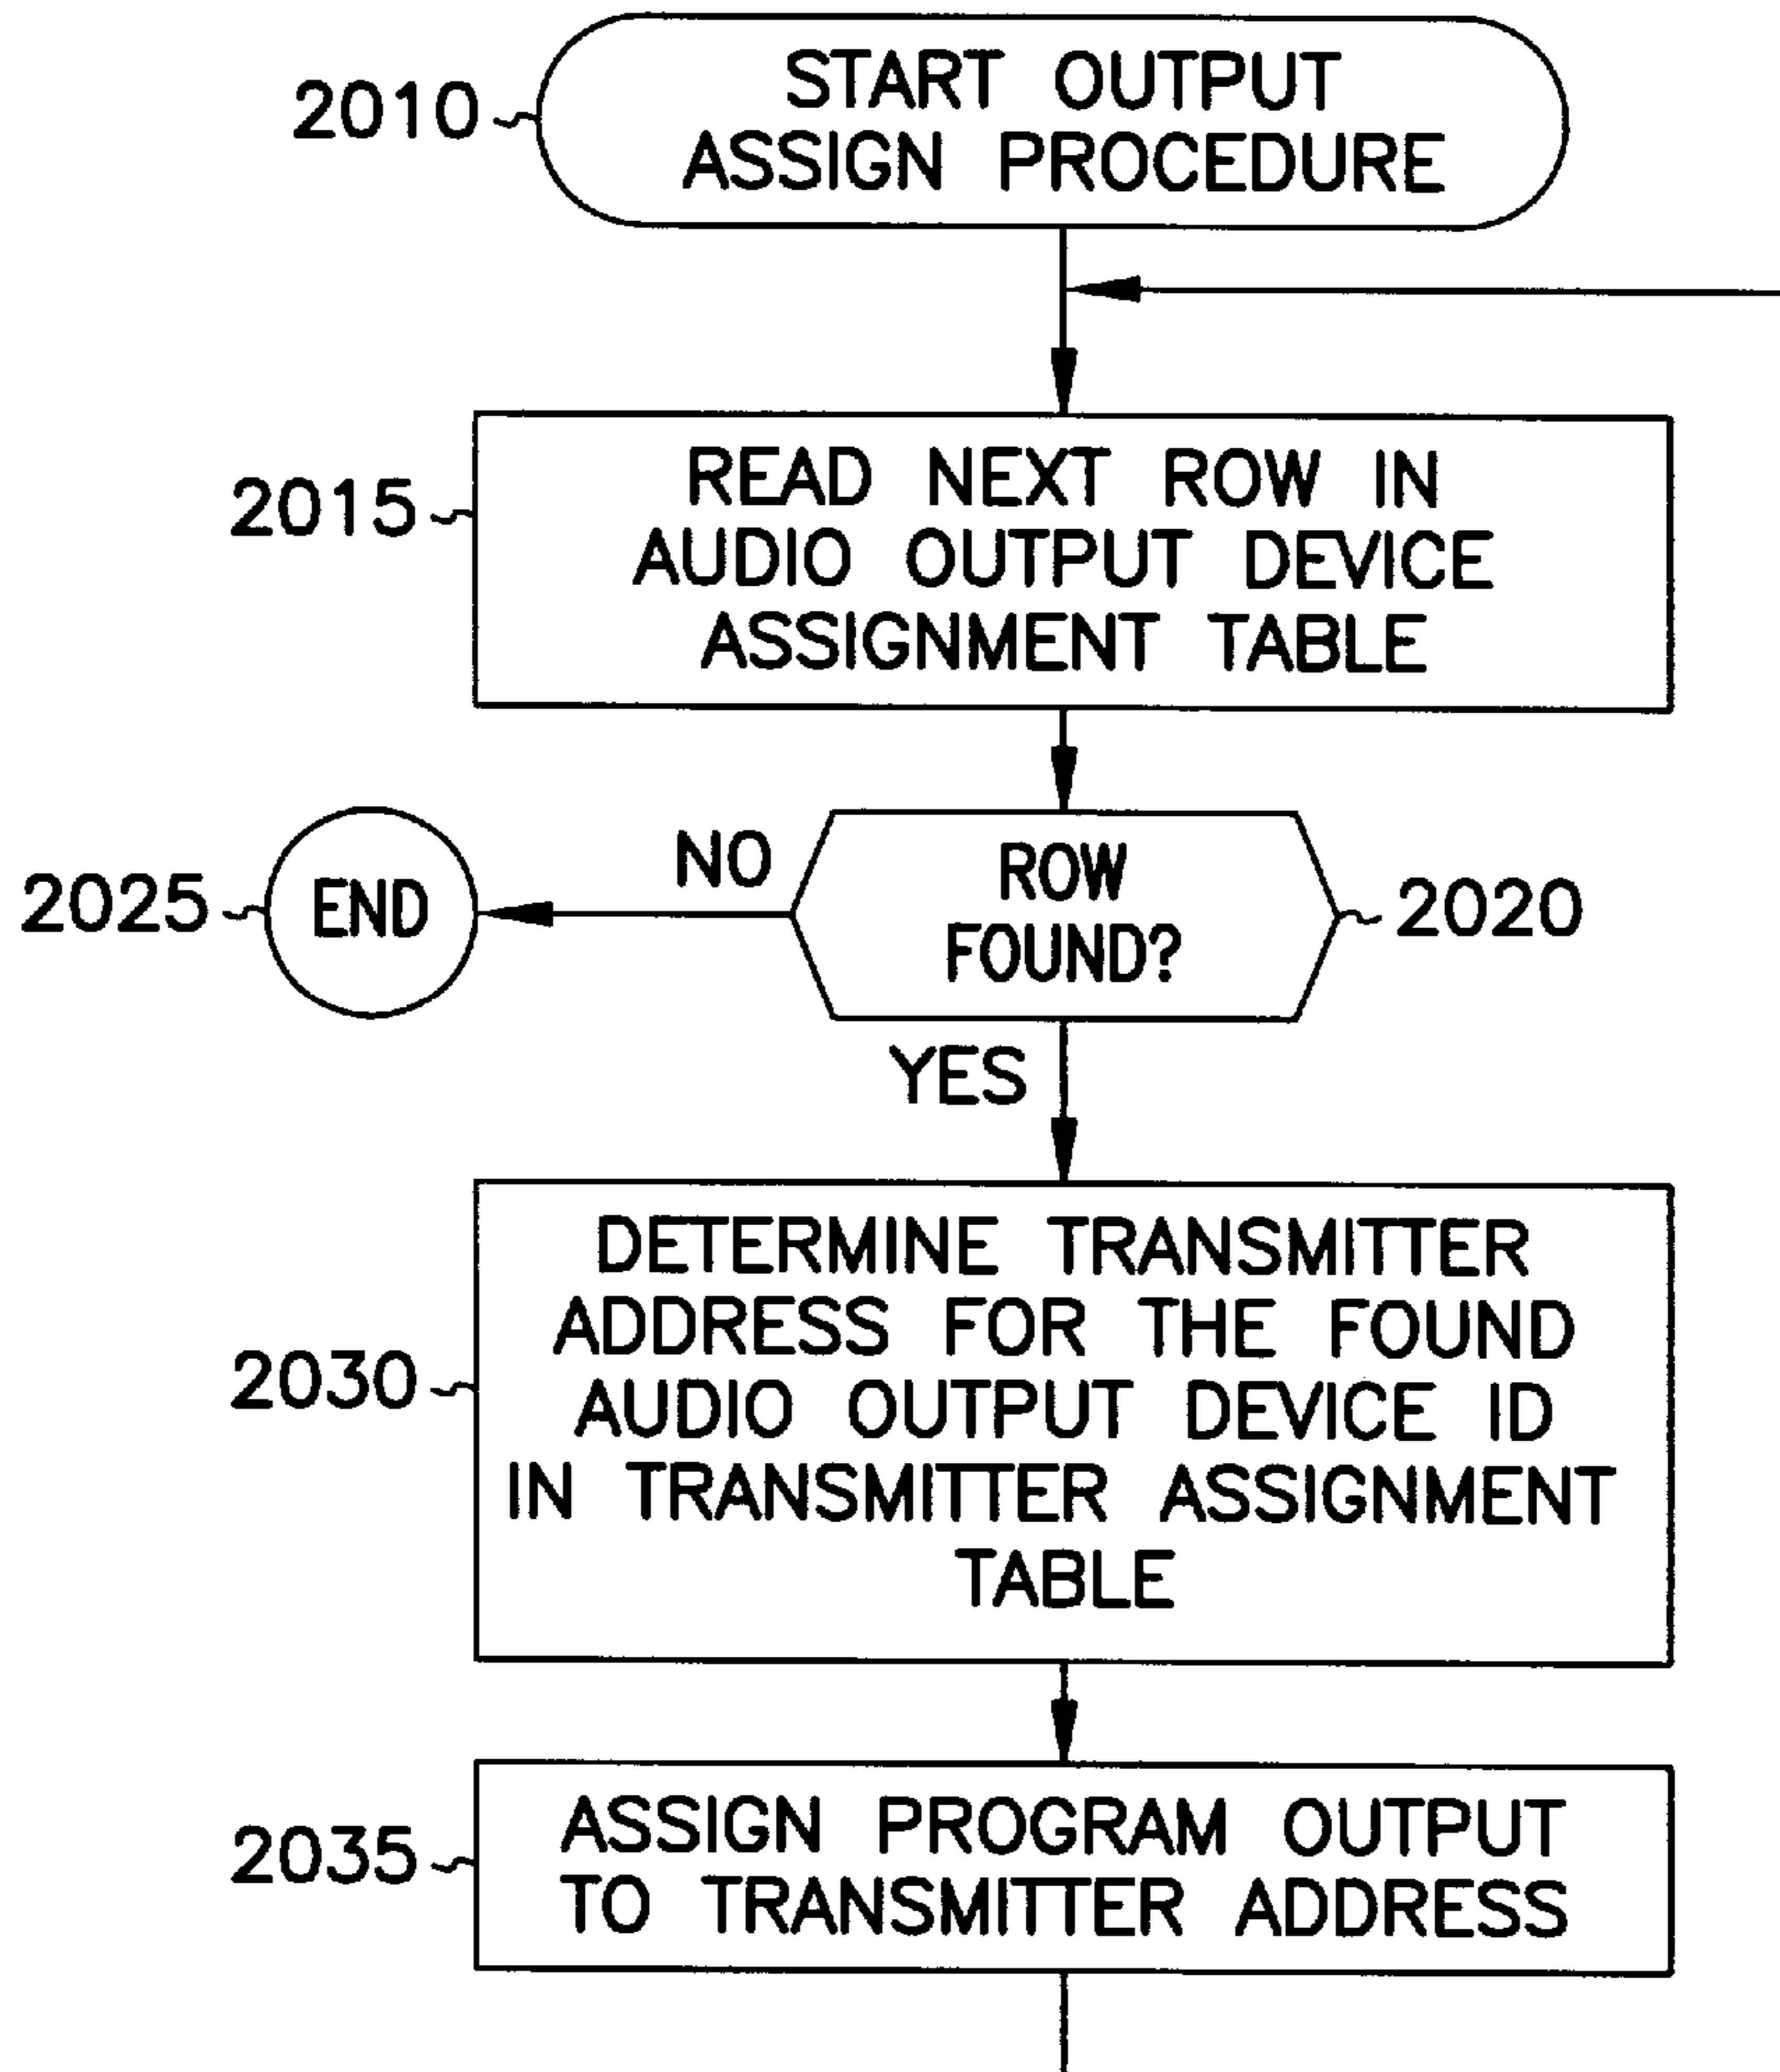 2010
START OUTPUT
ASSIGN PROCEDURE
2015
READ NEXT ROW IN
AUDIO OUTPUT DEVICE
ASSIGNMENT TABLE
2025
END
NO
ROW
FOUND?
2020
YES
2030
DETERMINE TRANSMITTER
ADDRESS FOR THE FOUND
AUDIO OUTPUT DEVICE ID
IN TRANSMITTER ASSIGNMENT
TABLE
2035
ASSIGN PROGRAM OUTPUT
TO TRANSMITTER ADDRESS